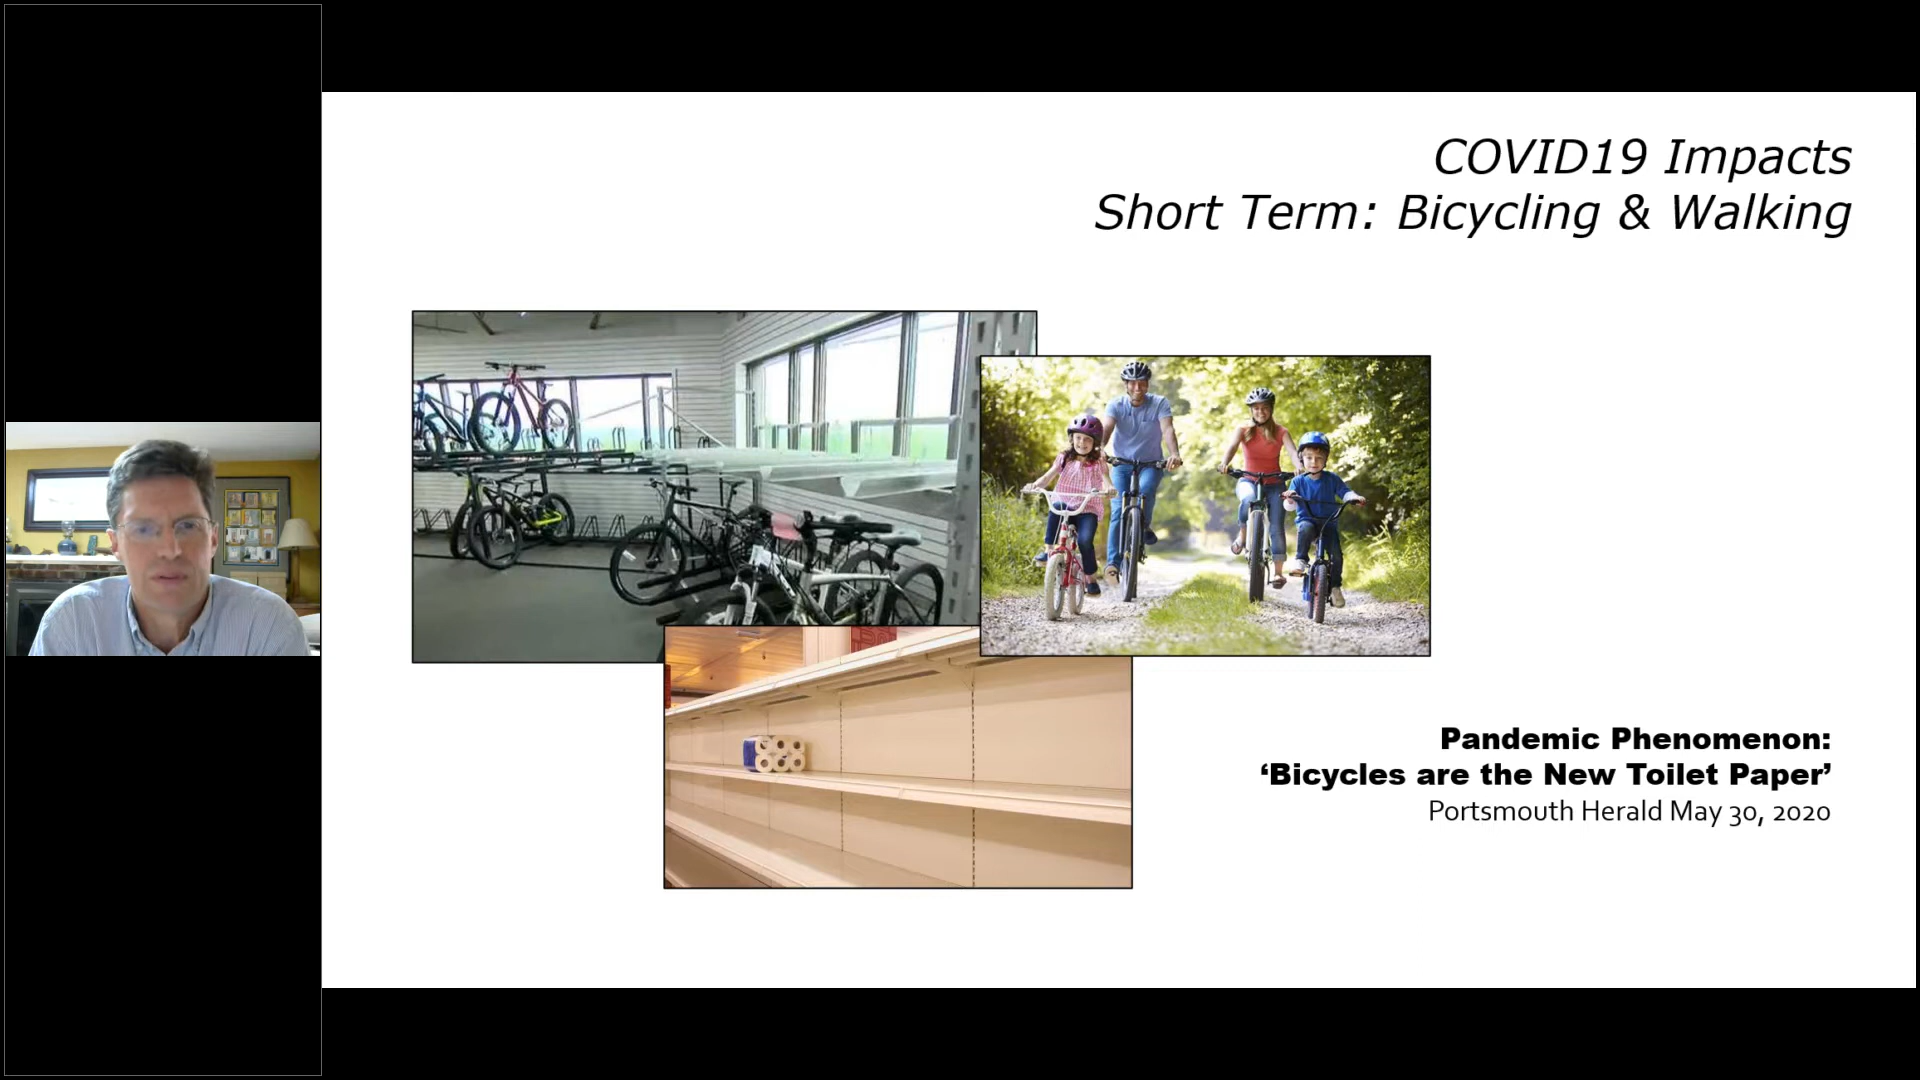 COVID19 Impacts
Short Term: Bicycling & Walking
Pandemic Phenomenon:
‘Bicycles are the New Toilet Paper’
Portsmouth Herald May 30, 2020